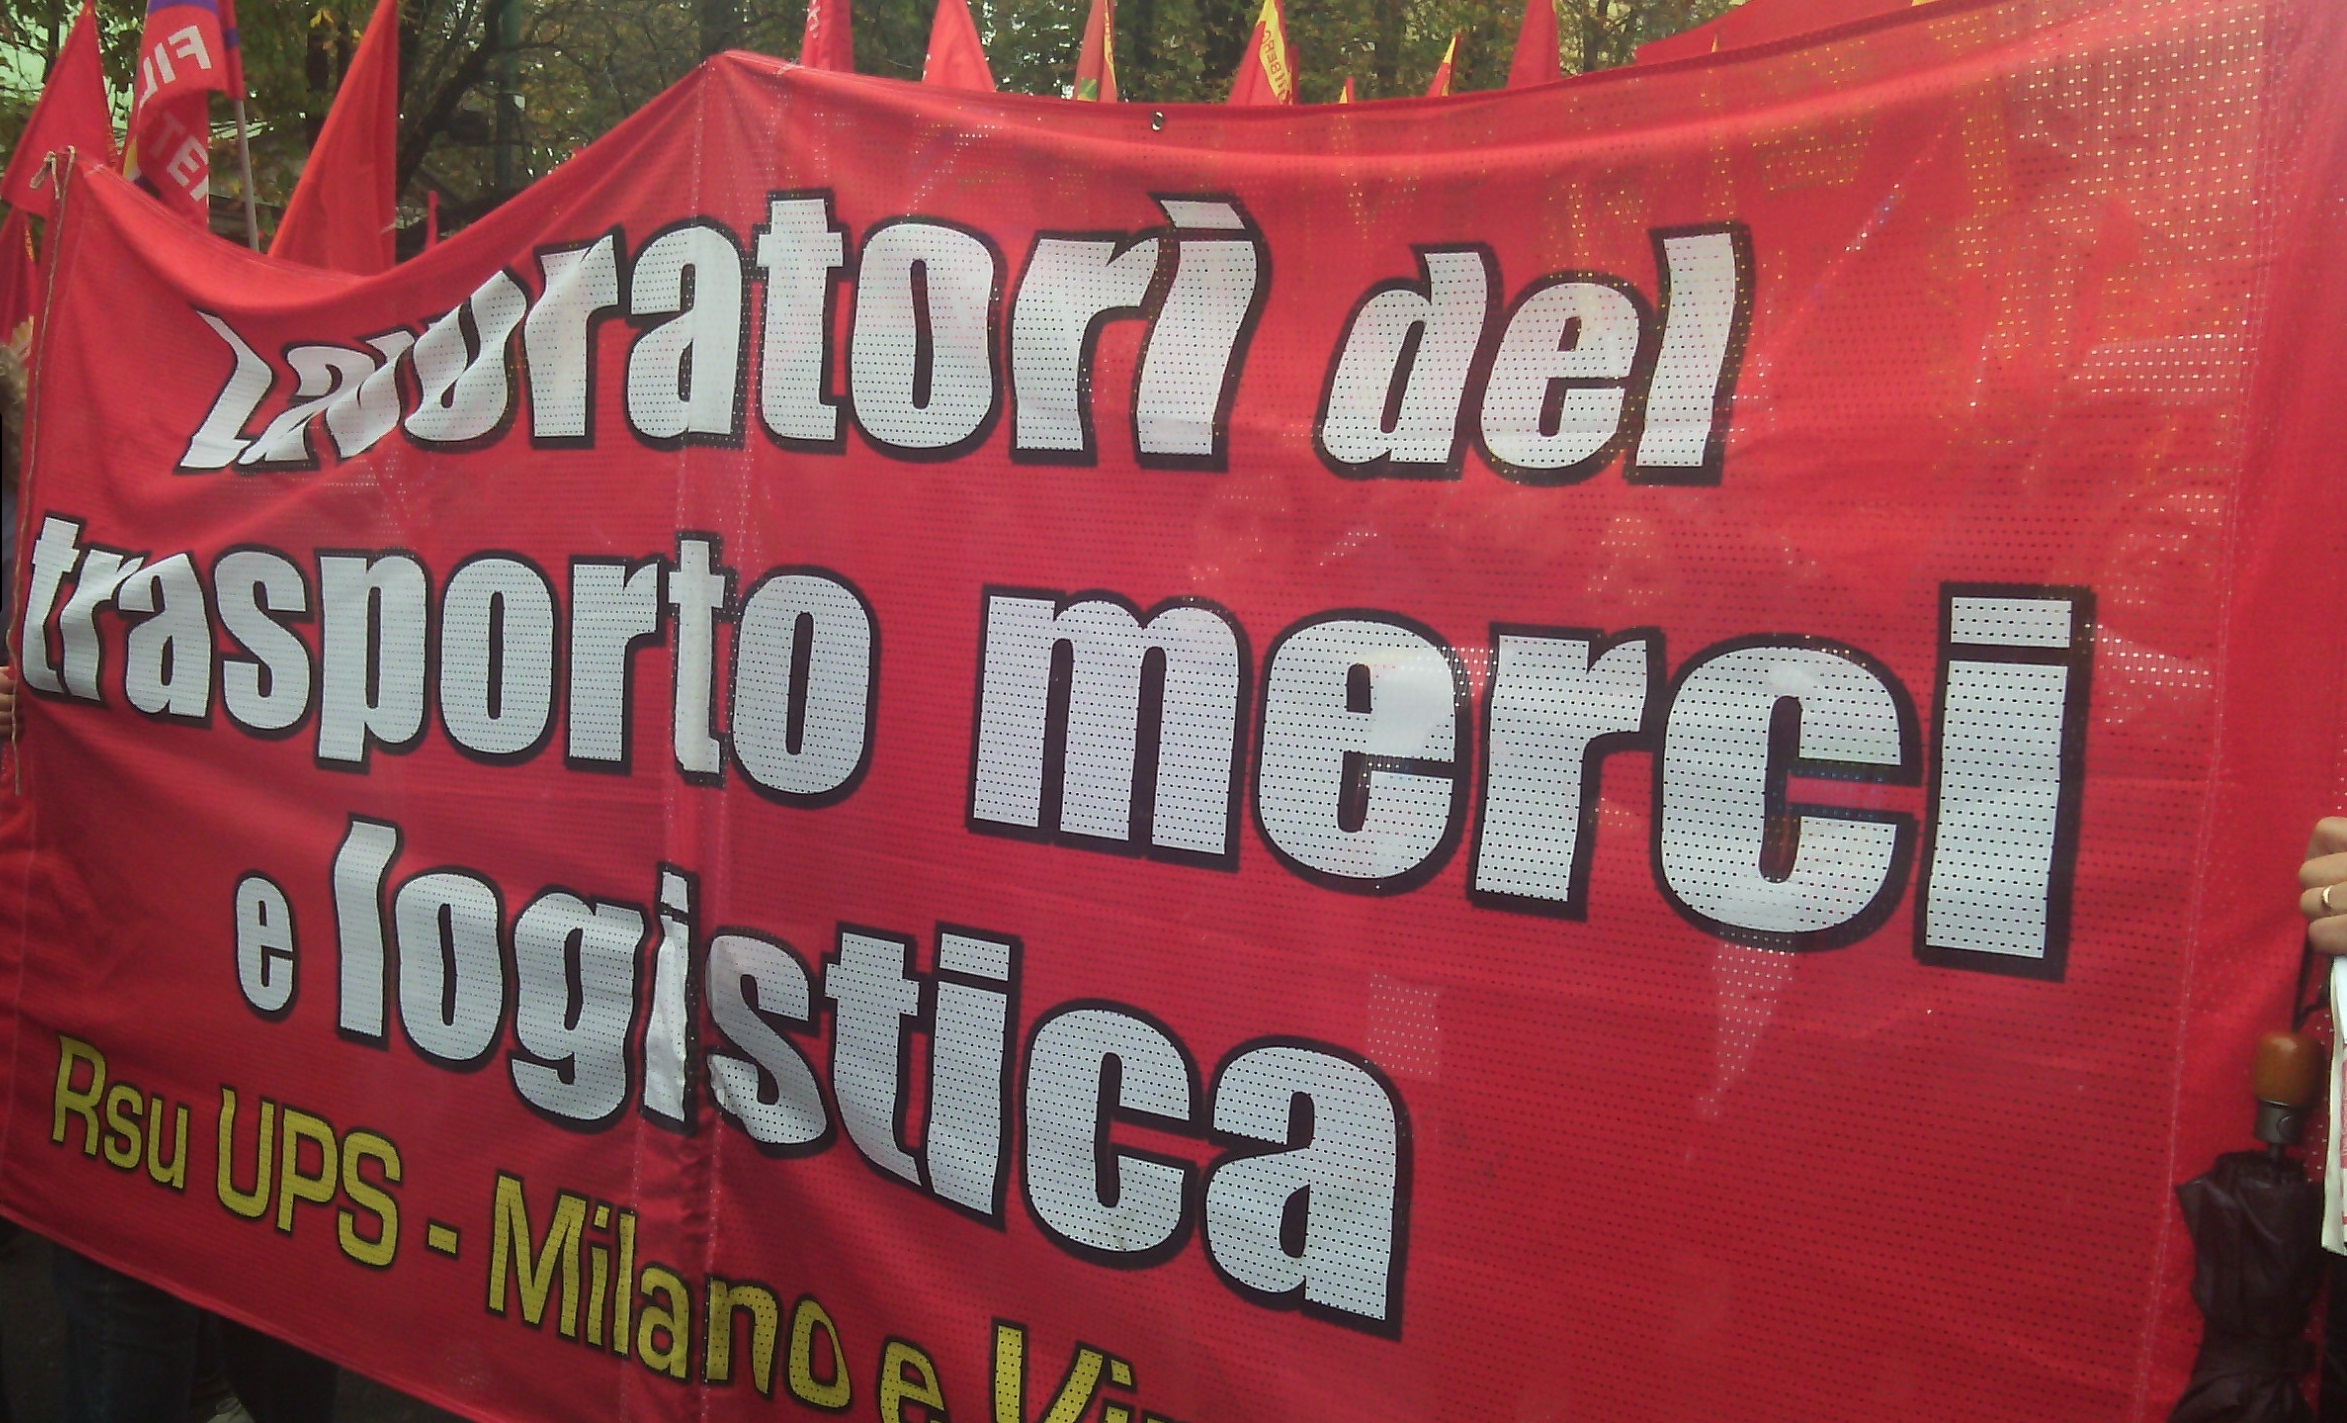 Lavoratori del
trasporto merci
e logistica
Rsu UPS - Milano e